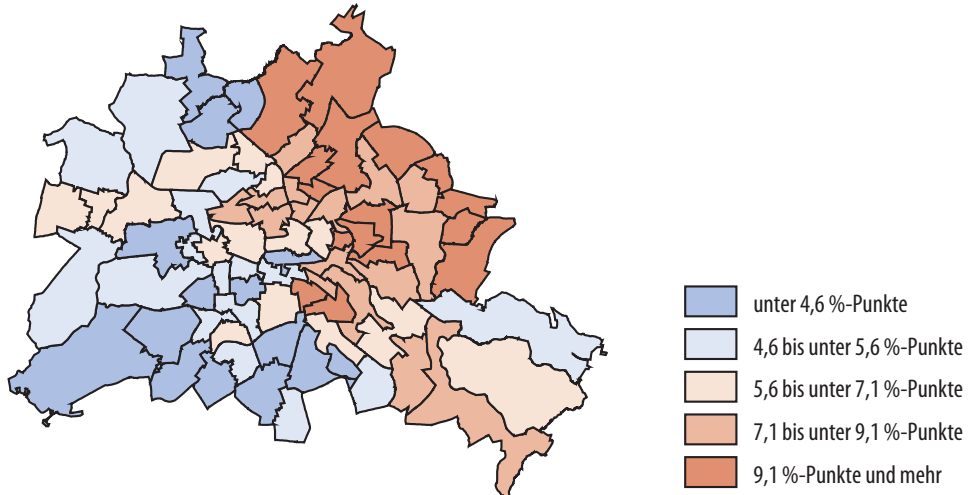 unter 4,6 %-Punkte
4,6 bis unter 5,6 %-Punkte
5,6 bis unter 7,1 %-Punkte
7,1 bis unter 9,1 %-Punkte
9,1 %-Punkte und mehr